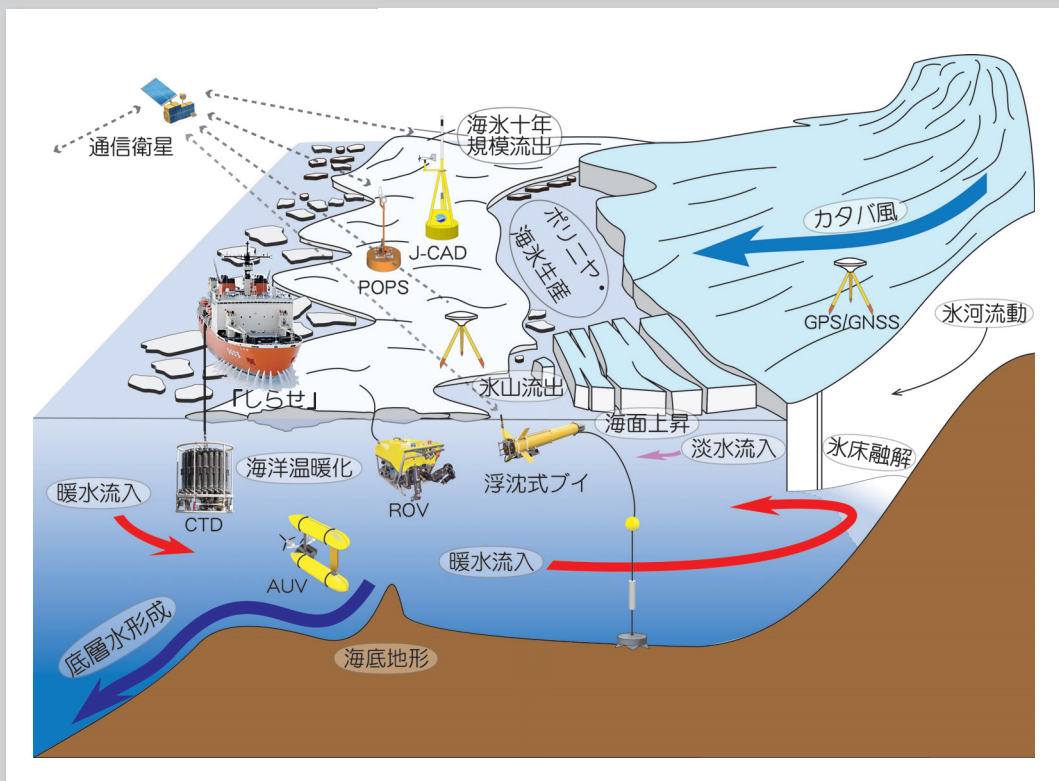 通信衛星
海氷十年
規模流出
J-CAD
POPS
ポリニヤ・
海氷生産
カタバ風
GPS/GNSS
氷河流動
「しらせ」
氷山流出
海面上昇
淡水流入
氷床融解
海洋温暖化
暖水流入
CTD
ROV
浮沈式ブイ
AUV
暖水流入
底層水形成
海底地形